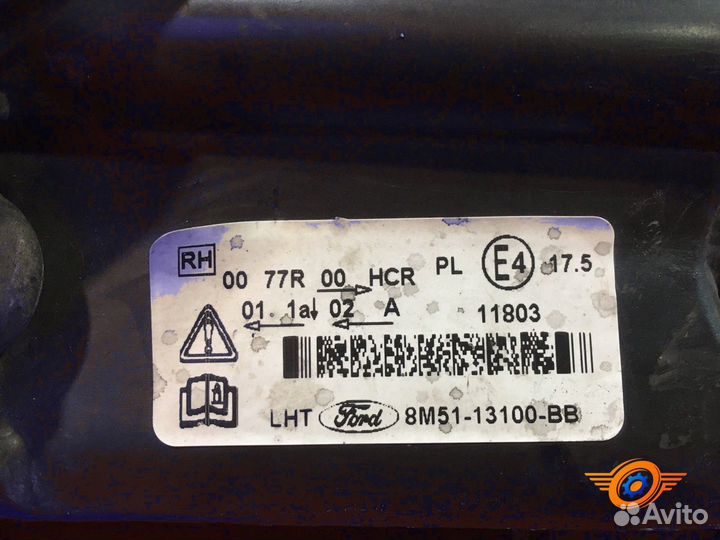 RH 00 77R 00 HCR PL E4 17.5
01. 1a↓ 02 A 11803
LHT Ford 8M51-13100-BB
Avito